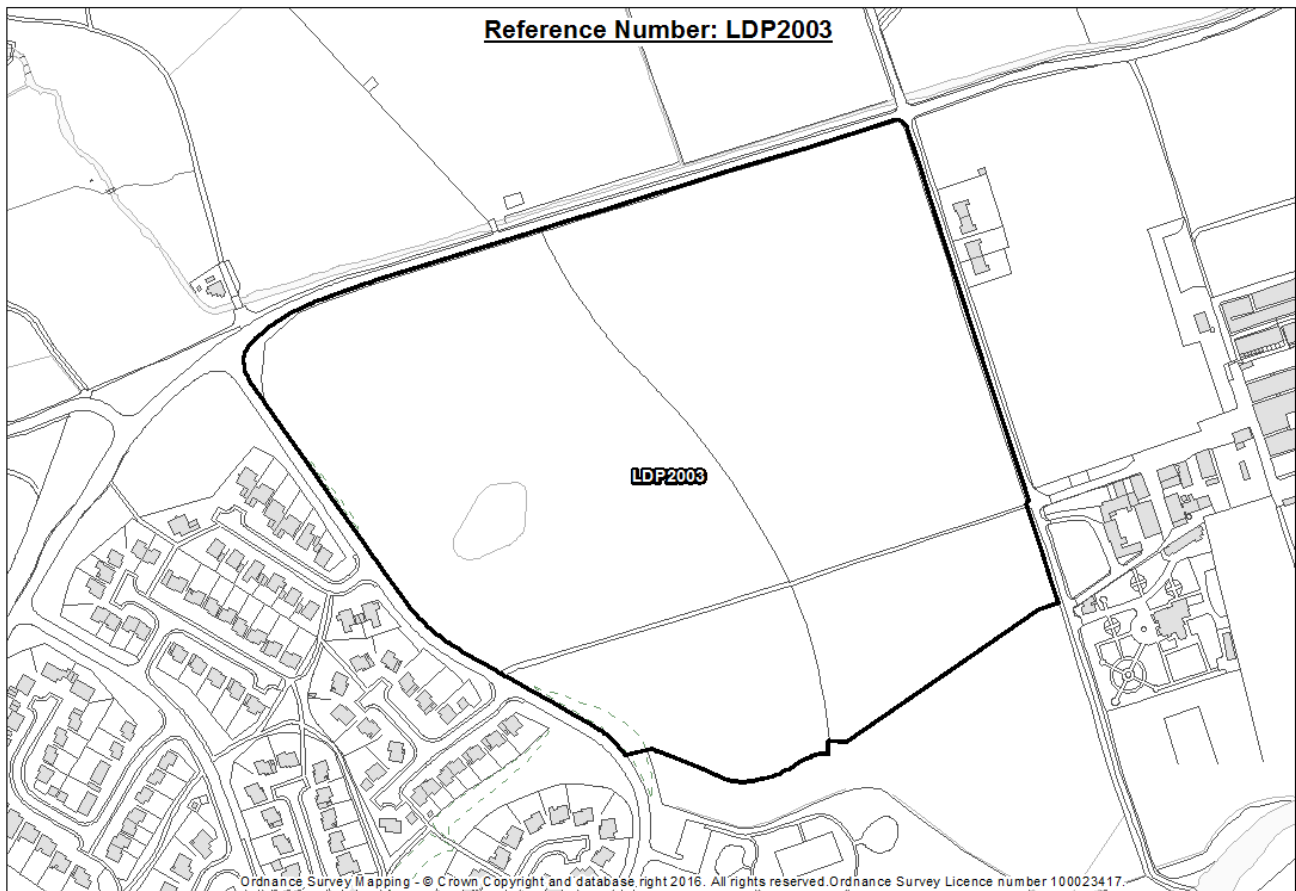 Reference Number: LDP2003
LDP2003
Ordnance Survey Mapping - © Crown Copyright and database right 2016. All rights reserved.Ordnance Survey Licence number 100023417.